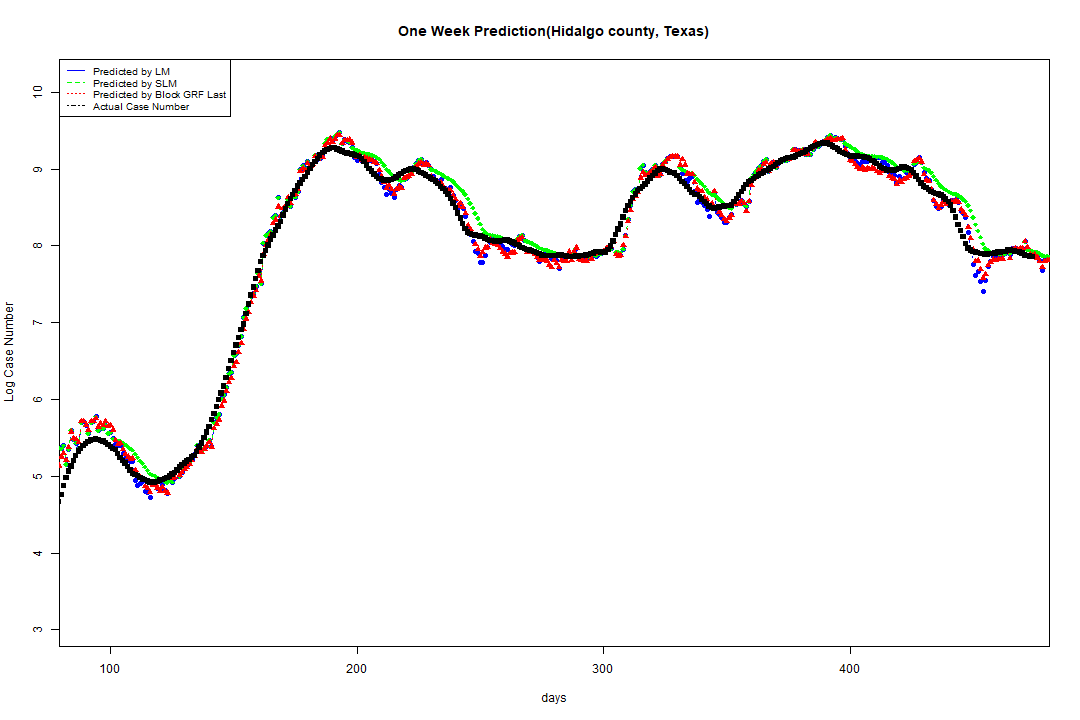 One Week Prediction(Hidalgo county, Texas)
Predicted by LM
Predicted by SLM
Predicted by Block GRF Last
Actual Case Number
10
9
8
7
6
5
4
3
Log Case Number
100 200 300 400
days